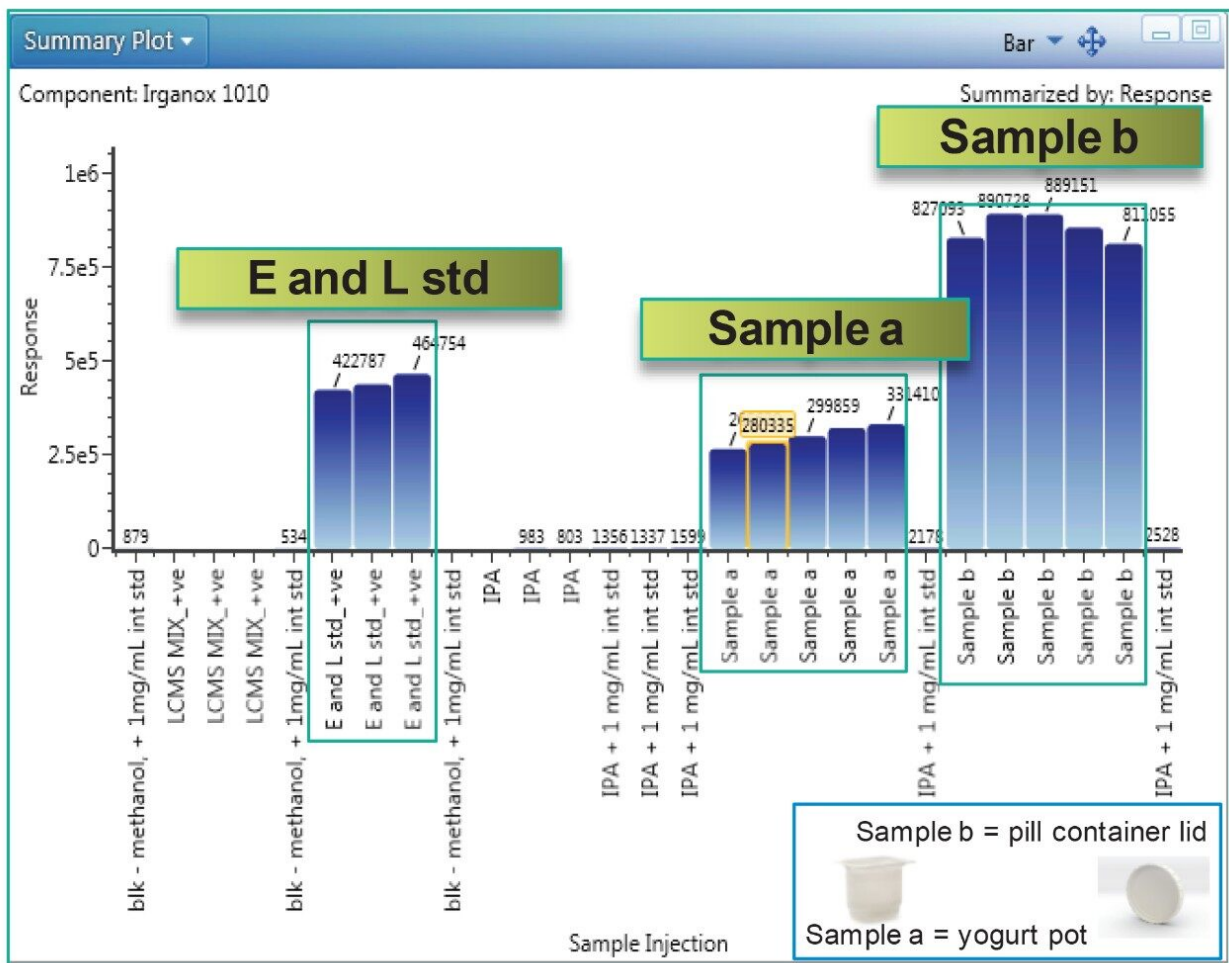 Summary Plot
Bar
Component: Irganox 1010
Summarized by: Response
Sample b
E and L std
Sample a
Response
1e6
7.5e5
5e5
2.5e5
0
879
534
422787
464754
983
803
1356
1337
1599
280335
299859
331410
2178
827093
890728
889151
811055
2528
blk - methanol, + 1mg/mL int std
LCMS MIX_+ve
LCMS MIX_+ve
LCMS MIX_+ve
blk - methanol, + 1mg/mL int std
E and L std_+ve
E and L std_+ve
E and L std_+ve
blk - methanol, + 1mg/mL int std
IPA
IPA
IPA
IPA + 1 mg/mL int std
IPA + 1 mg/mL int std
IPA + 1 mg/mL int std
Sample a
Sample a
Sample a
Sample a
Sample a
IPA + 1 mg/mL int std
Sample b
Sample b
Sample b
Sample b
Sample b
IPA + 1 mg/mL int std
Sample Injection
Sample b = pill container lid
Sample a = yogurt pot